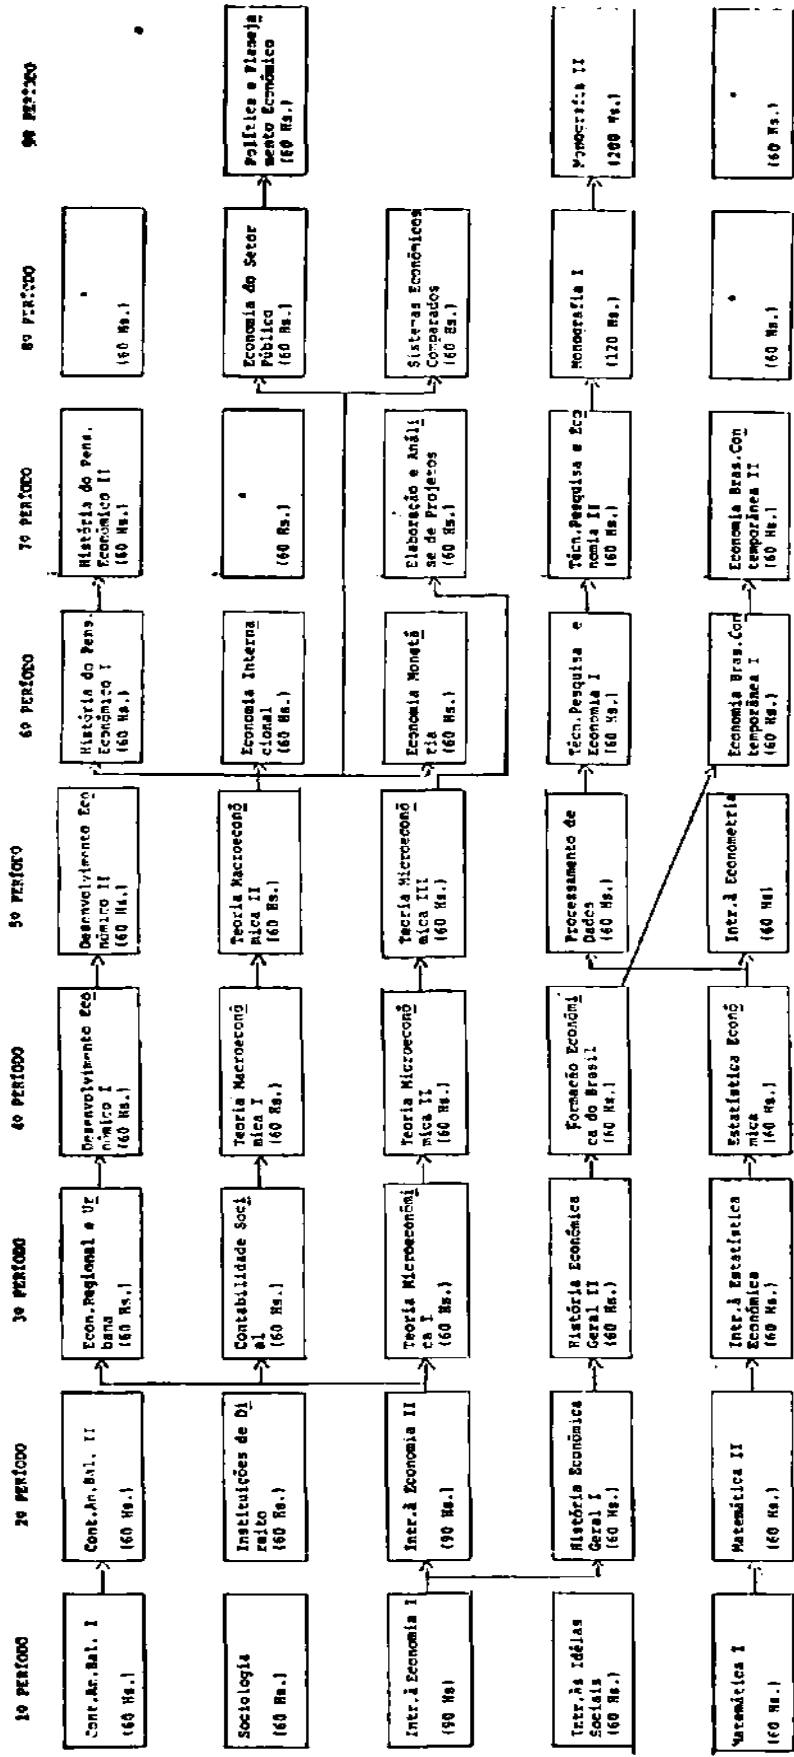 1º PERÍODO
Cont.An.Bal. I
(60 Hs.)
Sociologia
(60 Hs.)
Intr.à Economia I
(90 Hs)
Intr.às Idéias
Sociais
(60 Hs.)
Matemática I
(60 Hs.)
2º PERÍODO
Cont.An.Bal. II
(60 Hs.)
Instituições de Di
reito
(60 Hs.)
Intr.à Economia II
(90 Hs.)
História Econômica
Geral I
(60 Hs.)
Matemática II
(60 Hs.)
3º PERÍODO
Econ.Regional e Ur
bana
(60 Hs.)
Contabilidade Soci
al
(60 Hs.)
Teoria Microeconômi
ca I
(60 Hs.)
História Econômica
Geral II
(60 Hs.)
Intr.à Estatística
Econômica
(60 Hs.)
4º PERÍODO
Desenvolvimento Eco
nômico I
(60 Hs.)
Teoria Macroeconô
mica I
(60 Hs.)
Teoria Microeconô
mica II
(60 Hs.)
Formação Econômi
ca do Brasil
(60 Hs.)
Estatística Econô
mica
(60 Hs.)
5º PERÍODO
Desenvolvimento Eco
nômico II
(60 Hs.)
Teoria Macroeconô
mica II
(60 Hs.)
Teoria Microeconô
mica III
(60 Hs.)
Processamento de
Dados
(60 Hs.)
Intr.à Econometria
(60 Hs)
6º PERÍODO
História do Pens.
Econômico I
(60 Hs.)
Economia Interna
cional
(60 Hs.)
Economia Monetá
ria
(60 Hs.)
Técn.Pesquisa e
Economia I
(60 Hs.)
Economia Bras.Con
temporânea I
(60 Hs.)
7º PERÍODO
História do Pens.
Econômico II
(60 Hs.)
*
(60 Hs.)
Elaboração e Análi
se de Projetos
(60 Hs.)
Técn.Pesquisa e Eco
nomia II
(60 Hs.)
Economia Bras.Con
temporânea II
(60 Hs.)
8º PERÍODO
*
(60 Hs.)
Economia do Setor
Público
(60 Hs.)
Sistemas Econômicos
Comparados
(60 Hs.)
Monografia I
(120 Hs.)
*
(60 Hs.)
9º PERÍODO
*
Política e Planeja
mento Econômico
(60 Hs.)
Monografia II
(200 Hs.)
*
(60 Hs.)